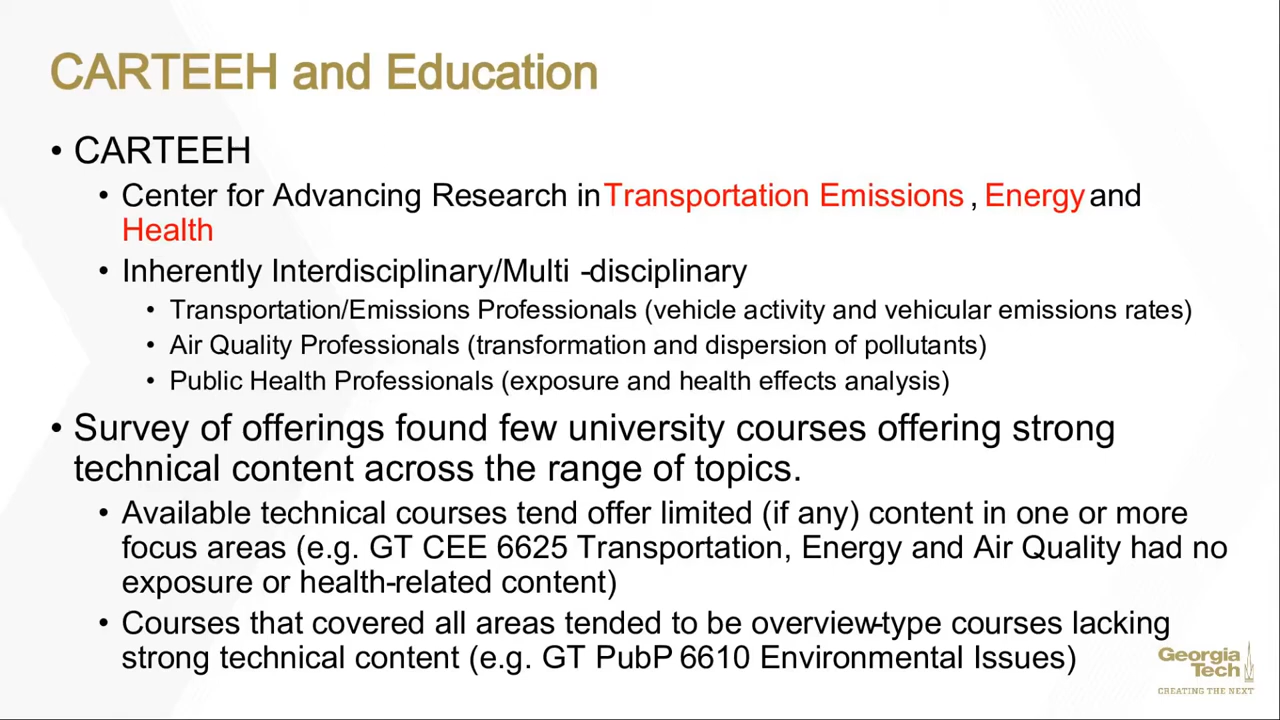 CARTEEH and Education
• CARTEEH
• Center for Advancing Research in Transportation Emissions , Energy and
Health
• Inherently Interdisciplinary/Multi -disciplinary
• Transportation/Emissions Professionals (vehicle activity and vehicular emissions rates)
• Air Quality Professionals (transformation and dispersion of pollutants)
• Public Health Professionals (exposure and health effects analysis)
• Survey of offerings found few university courses offering strong
technical content across the range of topics.
• Available technical courses tend offer limited (if any) content in one or more
focus areas (e.g. GT CEE 6625 Transportation, Energy and Air Quality had no
exposure or health-related content)
• Courses that covered all areas tended to be overview-type courses lacking
strong technical content (e.g. GT PubP 6610 Environmental Issues)
Georgia
Tech
CREATING THE NEXT